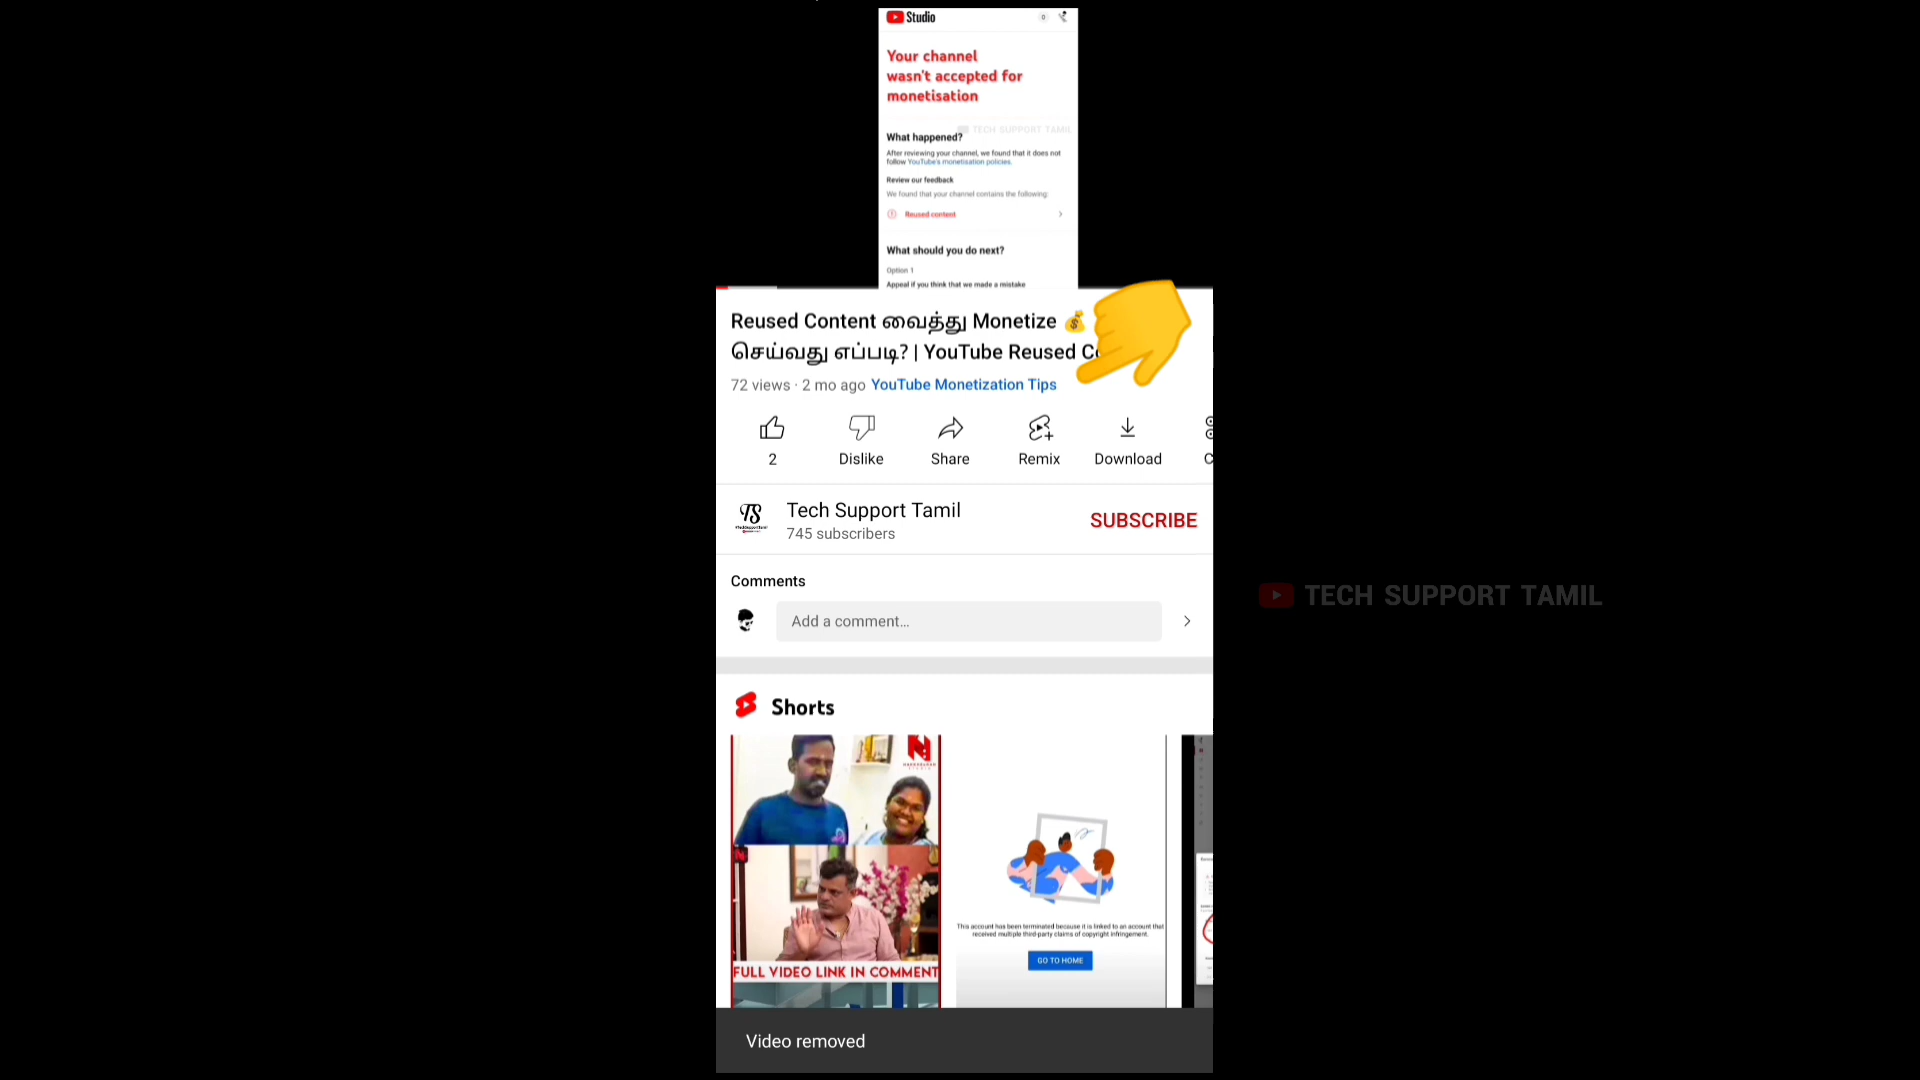 Studio
0
Your channel
wasn't accepted for
monetisation
TECH SUPPORT TAMIL
What happened?
After reviewing your channel, we found that it does not
follow YouTube's monetisation policies.
Review our feedback
We found that your channel contains the following:
Reused content
What should you do next?
Option 1
Appeal if you think that we made a mistake
Reused Content வைத்து Monetize 💰
செய்வது எப்படி? | YouTube Reused Co
72 views · 2 mo ago YouTube Monetization Tips
2
Dislike
Share
Remix
Download
C
TS
Tech Support Tamil
745 subscribers
SUBSCRIBE
Comments
Add a comment...
TECH SUPPORT TAMIL
Shorts
N
FULL VIDEO LINK IN COMMENT
This account has been terminated because it is linked to an account that
received multiple third-party claims of copyright infringement.
GO TO HOME
Video removed